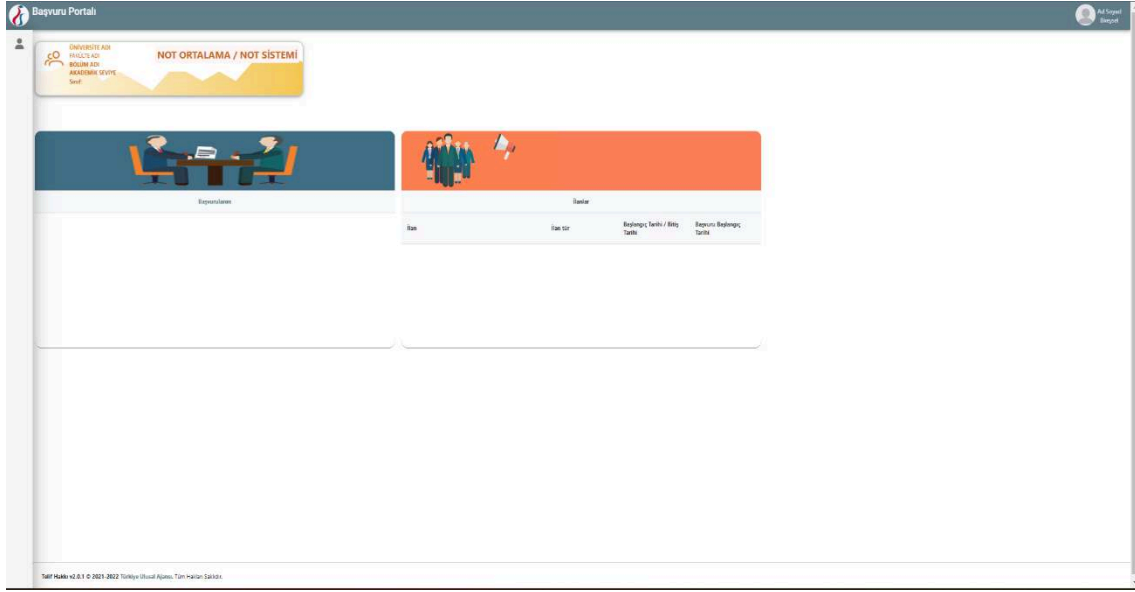 Başvuru Portalı
Ad Soyad
Bireysel
ÜNİVERSİTE ADI
FAKÜLTE ADI
BÖLÜM ADI
AKADEMİK SEVİYE
Sınıf
NOT ORTALAMA / NOT SİSTEMİ
Başvurularım
İlanlar
İlan
İlan tür
Başlangıç Tarihi / Bitiş
Tarihi
Başvuru Başlangıç
Tarihi
Telif Hakkı v2.0.1 © 2021-2022 Türkiye Ulusal Ajansı. Tüm Hakları Saklıdır.